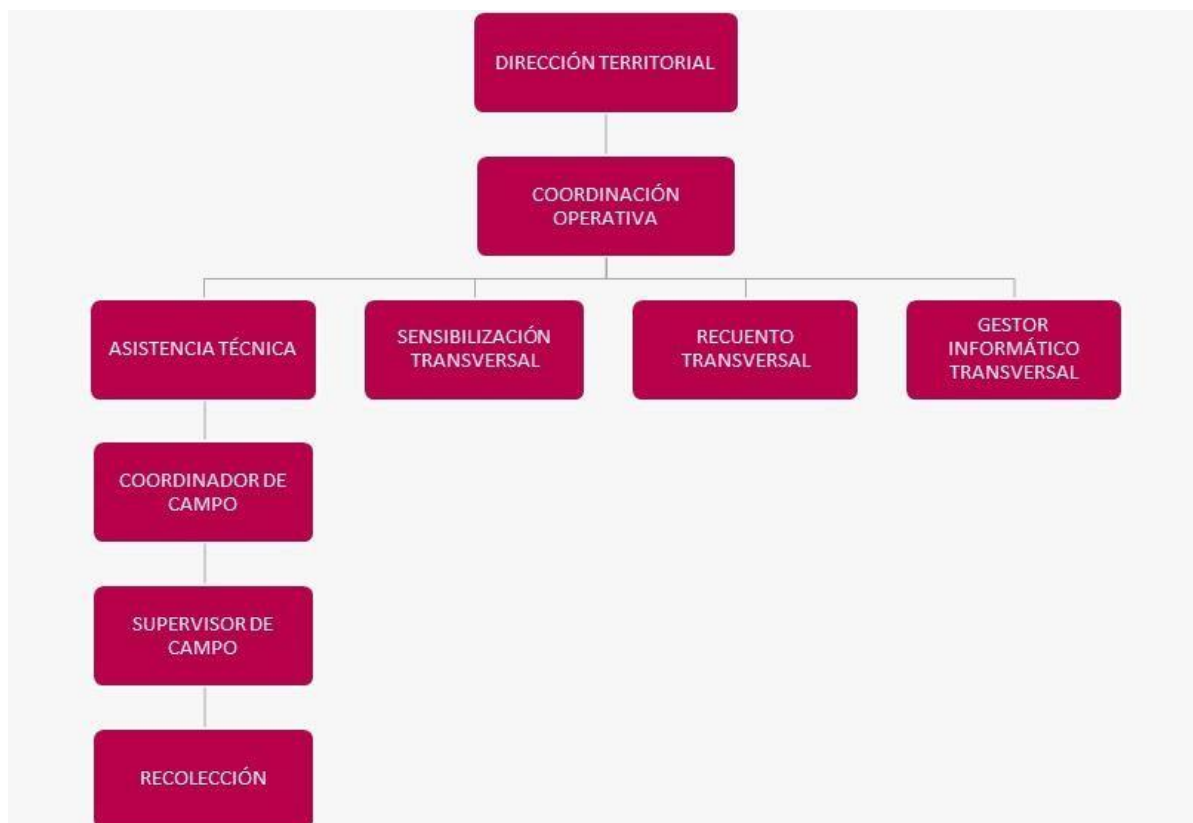 DIRECCIÓN TERRITORIAL
COORDINACIÓN
OPERATIVA
ASISTENCIA TÉCNICA
SENSIBILIZACIÓN
TRANSVERSAL
RECUENTO
TRANSVERSAL
GESTOR
INFORMÁTICO
TRANSVERSAL
COORDINADOR DE
CAMPO
SUPERVISOR DE
CAMPO
RECOLECCIÓN